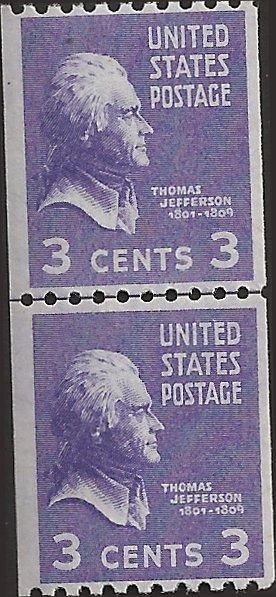 UNITED
STATES
POSTAGE
THOMAS
JEFFERSON
1801-1809
3 CENTS 3
UNITED
STATES
POSTAGE
THOMAS
JEFFERSON
1801-1809
3 CENTS 3